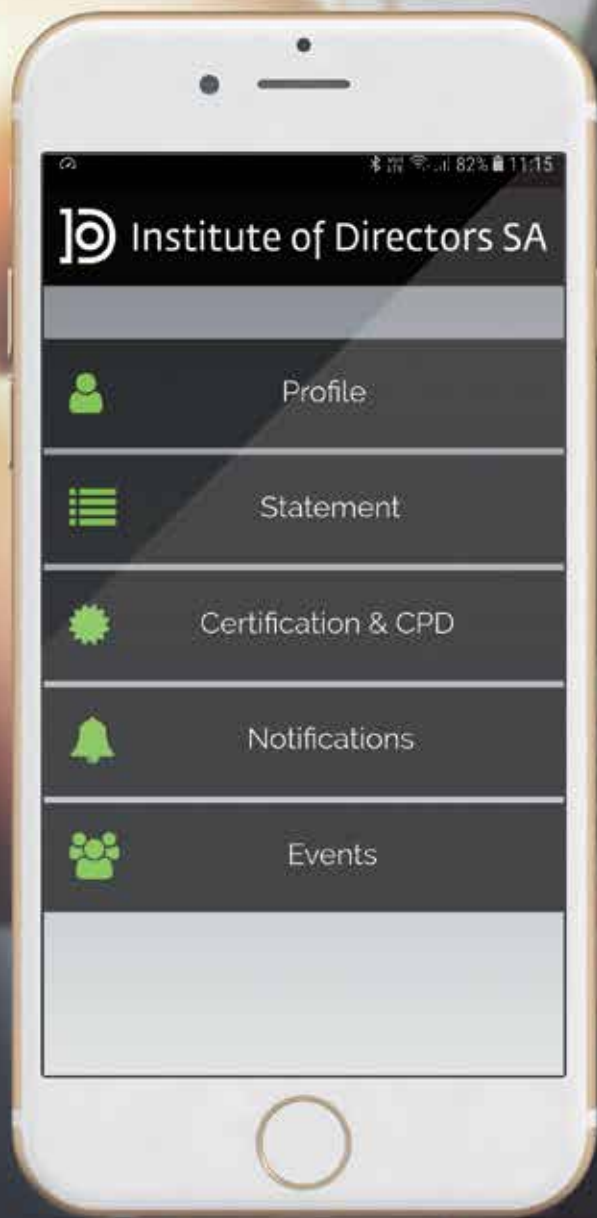 82% 11:15
Institute of Directors SA
Profile
Statement
Certification & CPD
Notifications
Events